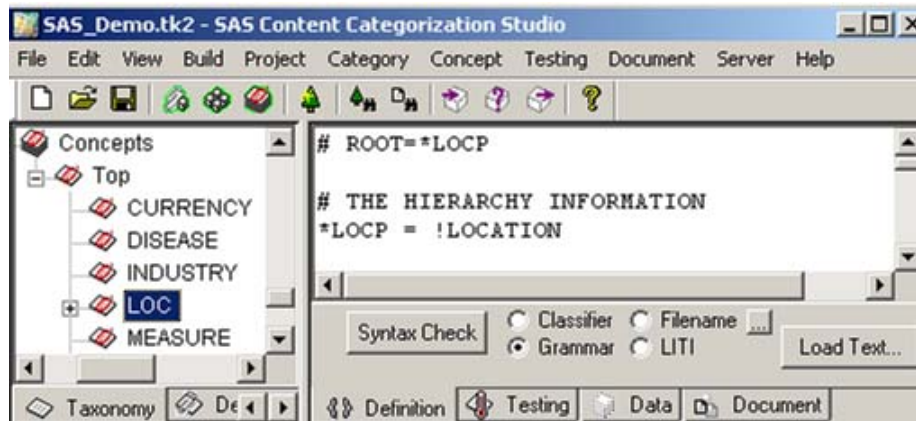 SAS_Demo.tk2 - SAS Content Categorization Studio
File Edit View Build Project Category Concept Testing Document Server Help
Concepts
Top
CURRENCY
DISEASE
INDUSTRY
LOC
MEASURE
Taxonomy
# ROOT=*LOCP
# THE HIERARCHY INFORMATION
*LOCP = !LOCATION
Syntax Check
Classifier Filename ...
Grammar LITI
Load Text...
Definition Testing Data Document